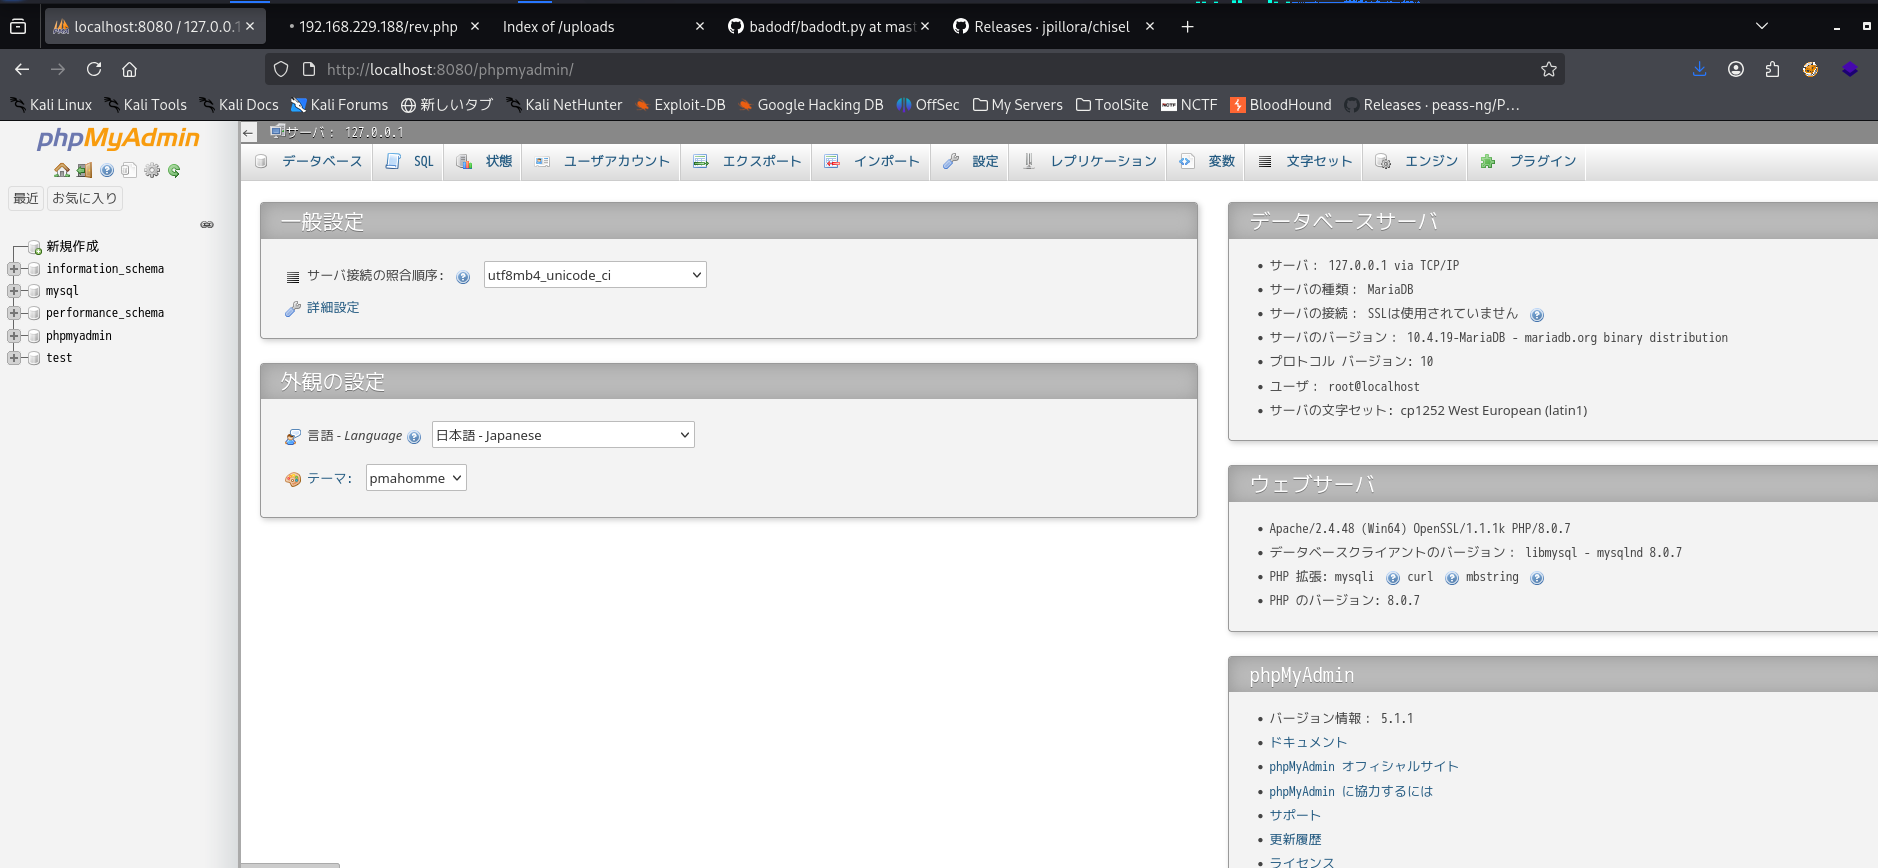 localhost:8080 / 127.0.0.1
192.168.229.188/rev.php
Index of /uploads
badodf/badodt.py at mast
Releases · jpillora/chisel
http://localhost:8080/phpmyadmin/
Kali Linux
Kali Tools
Kali Docs
Kali Forums
新しいタブ
Kali NetHunter
Exploit-DB
Google Hacking DB
OffSec
My Servers
ToolSite
NCTF
BloodHound
Releases · peass-ng/P...
phpMyAdmin
最近
お気に入り
新規作成
information_schema
mysql
performance_schema
phpmyadmin
test
サーバ: 127.0.0.1
データベース
SQL
状態
ユーザアカウント
エクスポート
インポート
設定
レプリケーション
変数
文字セット
エンジン
プラグイン
一般設定
サーバ接続の照合順序:
utf8mb4_unicode_ci
詳細設定
外観の設定
言語 - Language
日本語 - Japanese
テーマ:
pmahomme
データベースサーバ
サーバ: 127.0.0.1 via TCP/IP
サーバの種類: MariaDB
サーバの接続: SSLは使用されていません
サーバのバージョン: 10.4.19-MariaDB - mariadb.org binary distribution
プロトコル バージョン: 10
ユーザ: root@localhost
サーバの文字セット: cp1252 West European (latin1)
ウェブサーバ
Apache/2.4.48 (Win64) OpenSSL/1.1.1k PHP/8.0.7
データベースクライアントのバージョン: libmysql - mysqlnd 8.0.7
PHP 拡張: mysqli curl mbstring
PHP のバージョン: 8.0.7
phpMyAdmin
バージョン情報: 5.1.1
ドキュメント
phpMyAdmin オフィシャルサイト
phpMyAdmin に協力するには
サポート
更新履歴
ライセンス